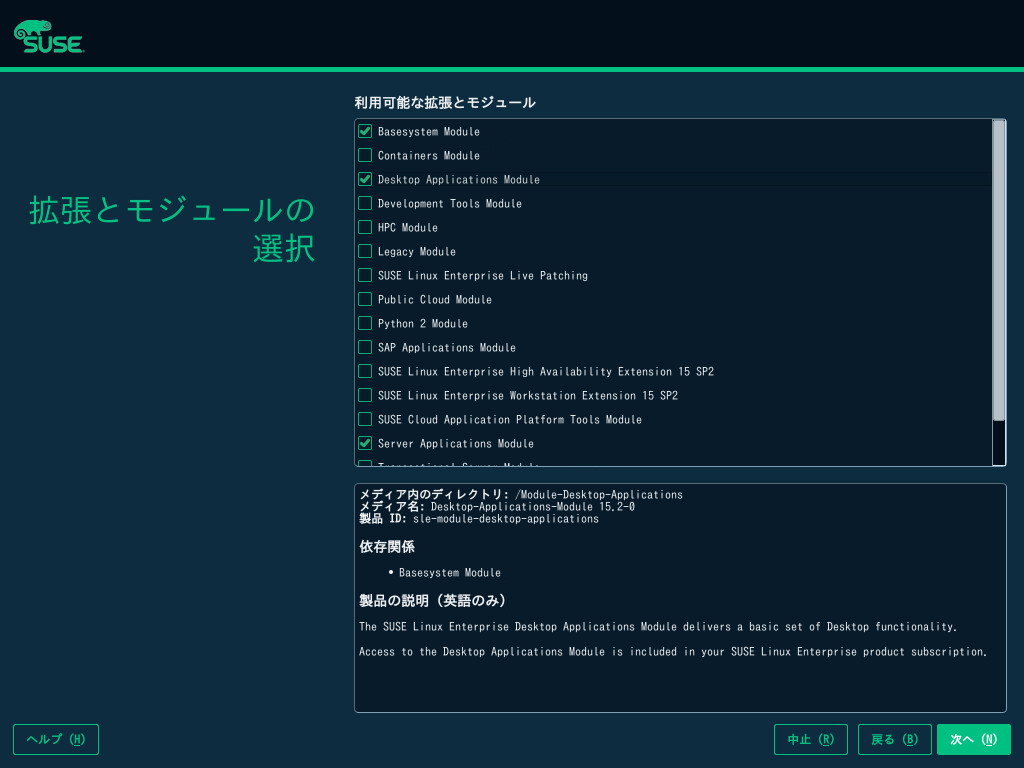 SUSE
拡張とモジュールの
選択
利用可能な拡張とモジュール
Basesystem Module
Containers Module
Desktop Applications Module
Development Tools Module
HPC Module
Legacy Module
SUSE Linux Enterprise Live Patching
Public Cloud Module
Python 2 Module
SAP Applications Module
SUSE Linux Enterprise High Availability Extension 15 SP2
SUSE Linux Enterprise Workstation Extension 15 SP2
SUSE Cloud Application Platform Tools Module
Server Applications Module
Transactional Server Module
メディア内のディレクトリ: /Module-Desktop-Applications
メディア名: Desktop-Applications-Module 15.2-0
製品 ID: sle-module-desktop-applications
依存関係
• Basesystem Module
製品の説明 (英語のみ)
The SUSE Linux Enterprise Desktop Applications Module delivers a basic set of Desktop functionality.
Access to the Desktop Applications Module is included in your SUSE Linux Enterprise product subscription.
ヘルプ (H)
中止 (R)
戻る (B)
次へ (N)